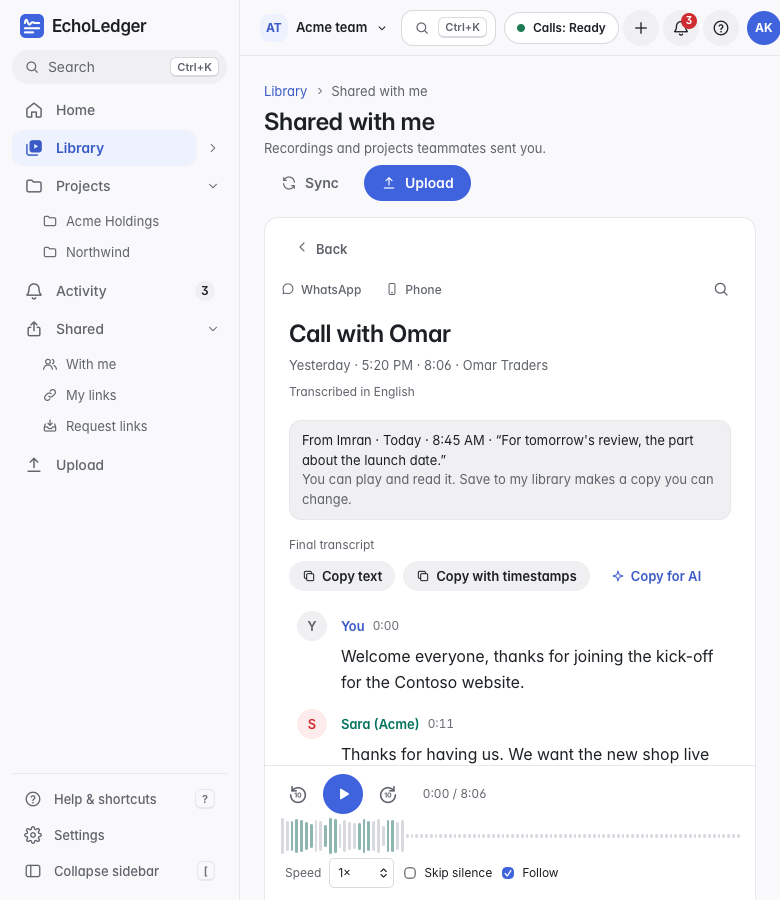 EchoLedger
Search Ctrl+K
Home
Library
Projects
Acme Holdings
Northwind
Activity 3
Shared
With me
My links
Request links
Upload
Help & shortcuts ?
Settings
Collapse sidebar [
AT Acme team Ctrl+K Calls: Ready 3 AK
Library Shared with me
Shared with me
Recordings and projects teammates sent you.
Sync Upload
Back
WhatsApp Phone
Call with Omar
Yesterday · 5:20 PM · 8:06 · Omar Traders
Transcribed in English
From Imran · Today · 8:45 AM · “For tomorrow's review, the part
about the launch date.”
You can play and read it. Save to my library makes a copy you can
change.
Final transcript
Copy text Copy with timestamps Copy for AI
Y You 0:00
Welcome everyone, thanks for joining the kick-off
for the Contoso website.
S Sara (Acme) 0:11
Thanks for having us. We want the new shop live
10 10 0:00 / 8:06
Speed 1× Skip silence Follow